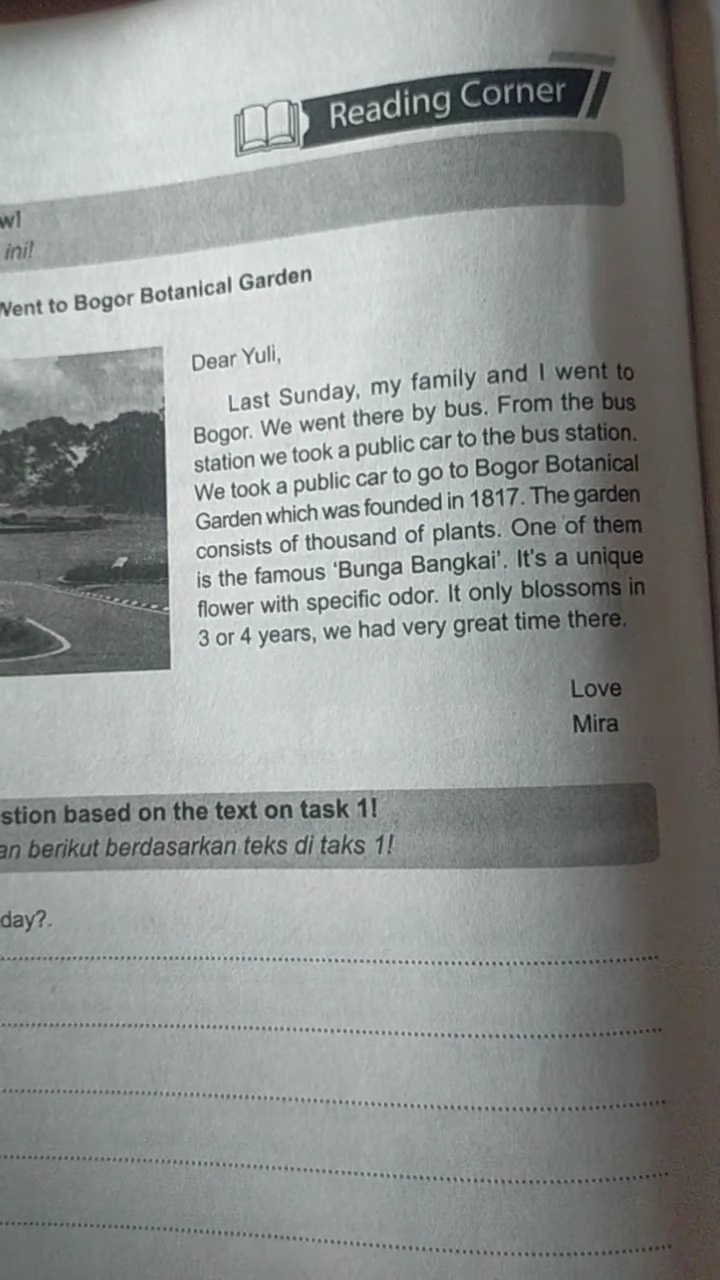 Reading Corner
w!
ini!
Went to Bogor Botanical Garden
Dear Yuli,
Last Sunday, my family and I went to
Bogor. We went there by bus. From the bus
station we took a public car to the bus station.
We took a public car to go to Bogor Botanical
Garden which was founded in 1817. The garden
consists of thousand of plants. One of them
is the famous ‘Bunga Bangkai’. It's a unique
flower with specific odor. It only blossoms in
3 or 4 years, we had very great time there.
Love
Mira
stion based on the text on task 1!
an berikut berdasarkan teks di taks 1!
day?.